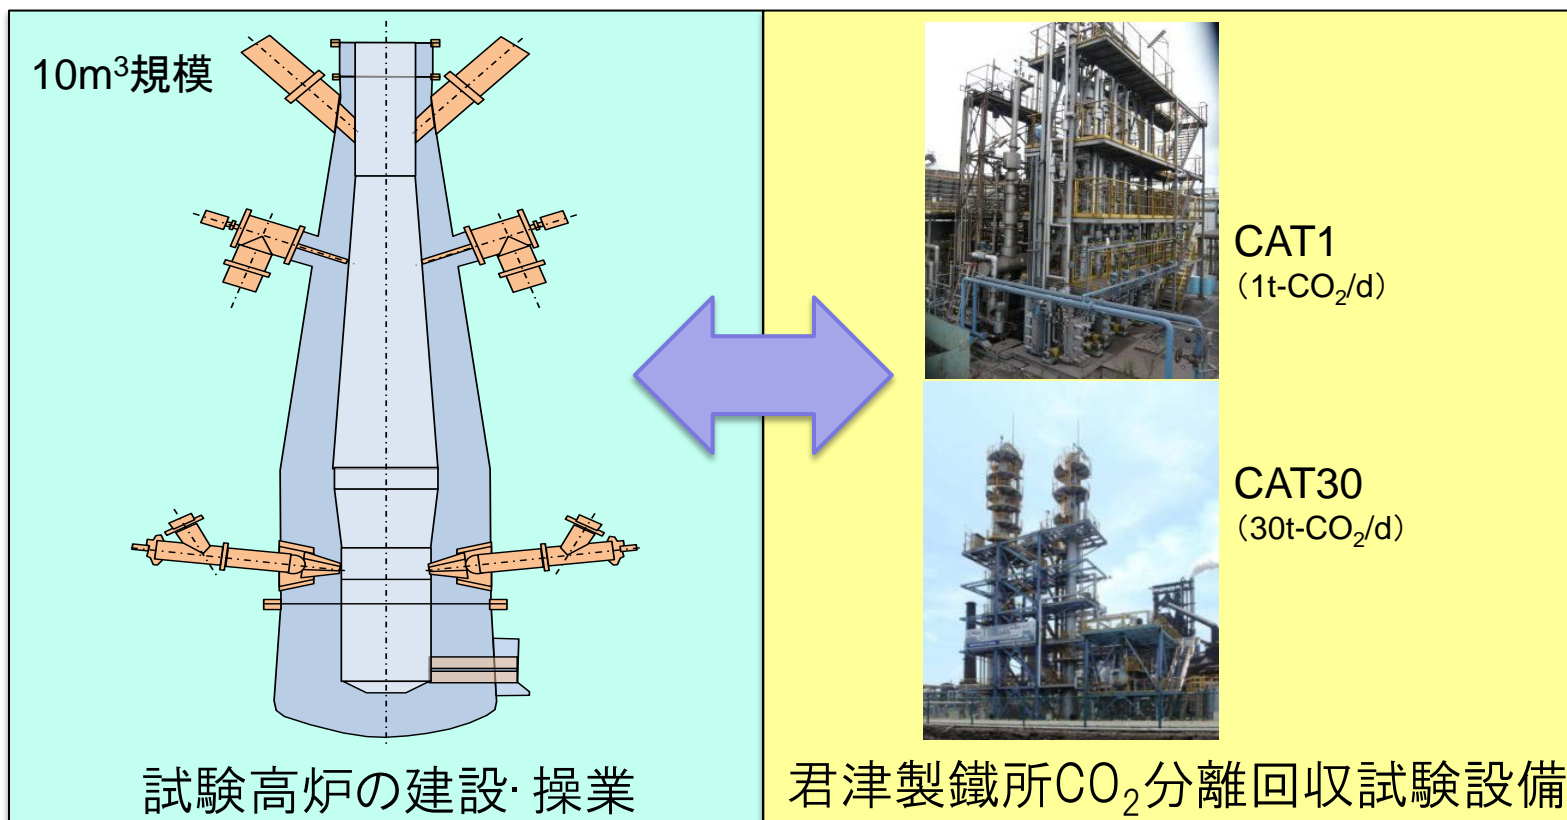 10m³規模
試験高炉の建設･操業
CAT1
（1t-CO₂/d）
CAT30
（30t-CO₂/d）
君津製鐵所CO₂分離回収試験設備